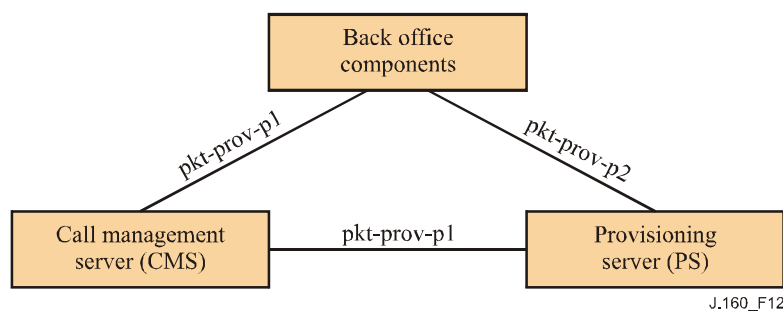 Back office
components
pkt-prov-p1
pkt-prov-p2
Call management
server (CMS)
pkt-prov-p1
Provisioning
server (PS)
J.160_F12